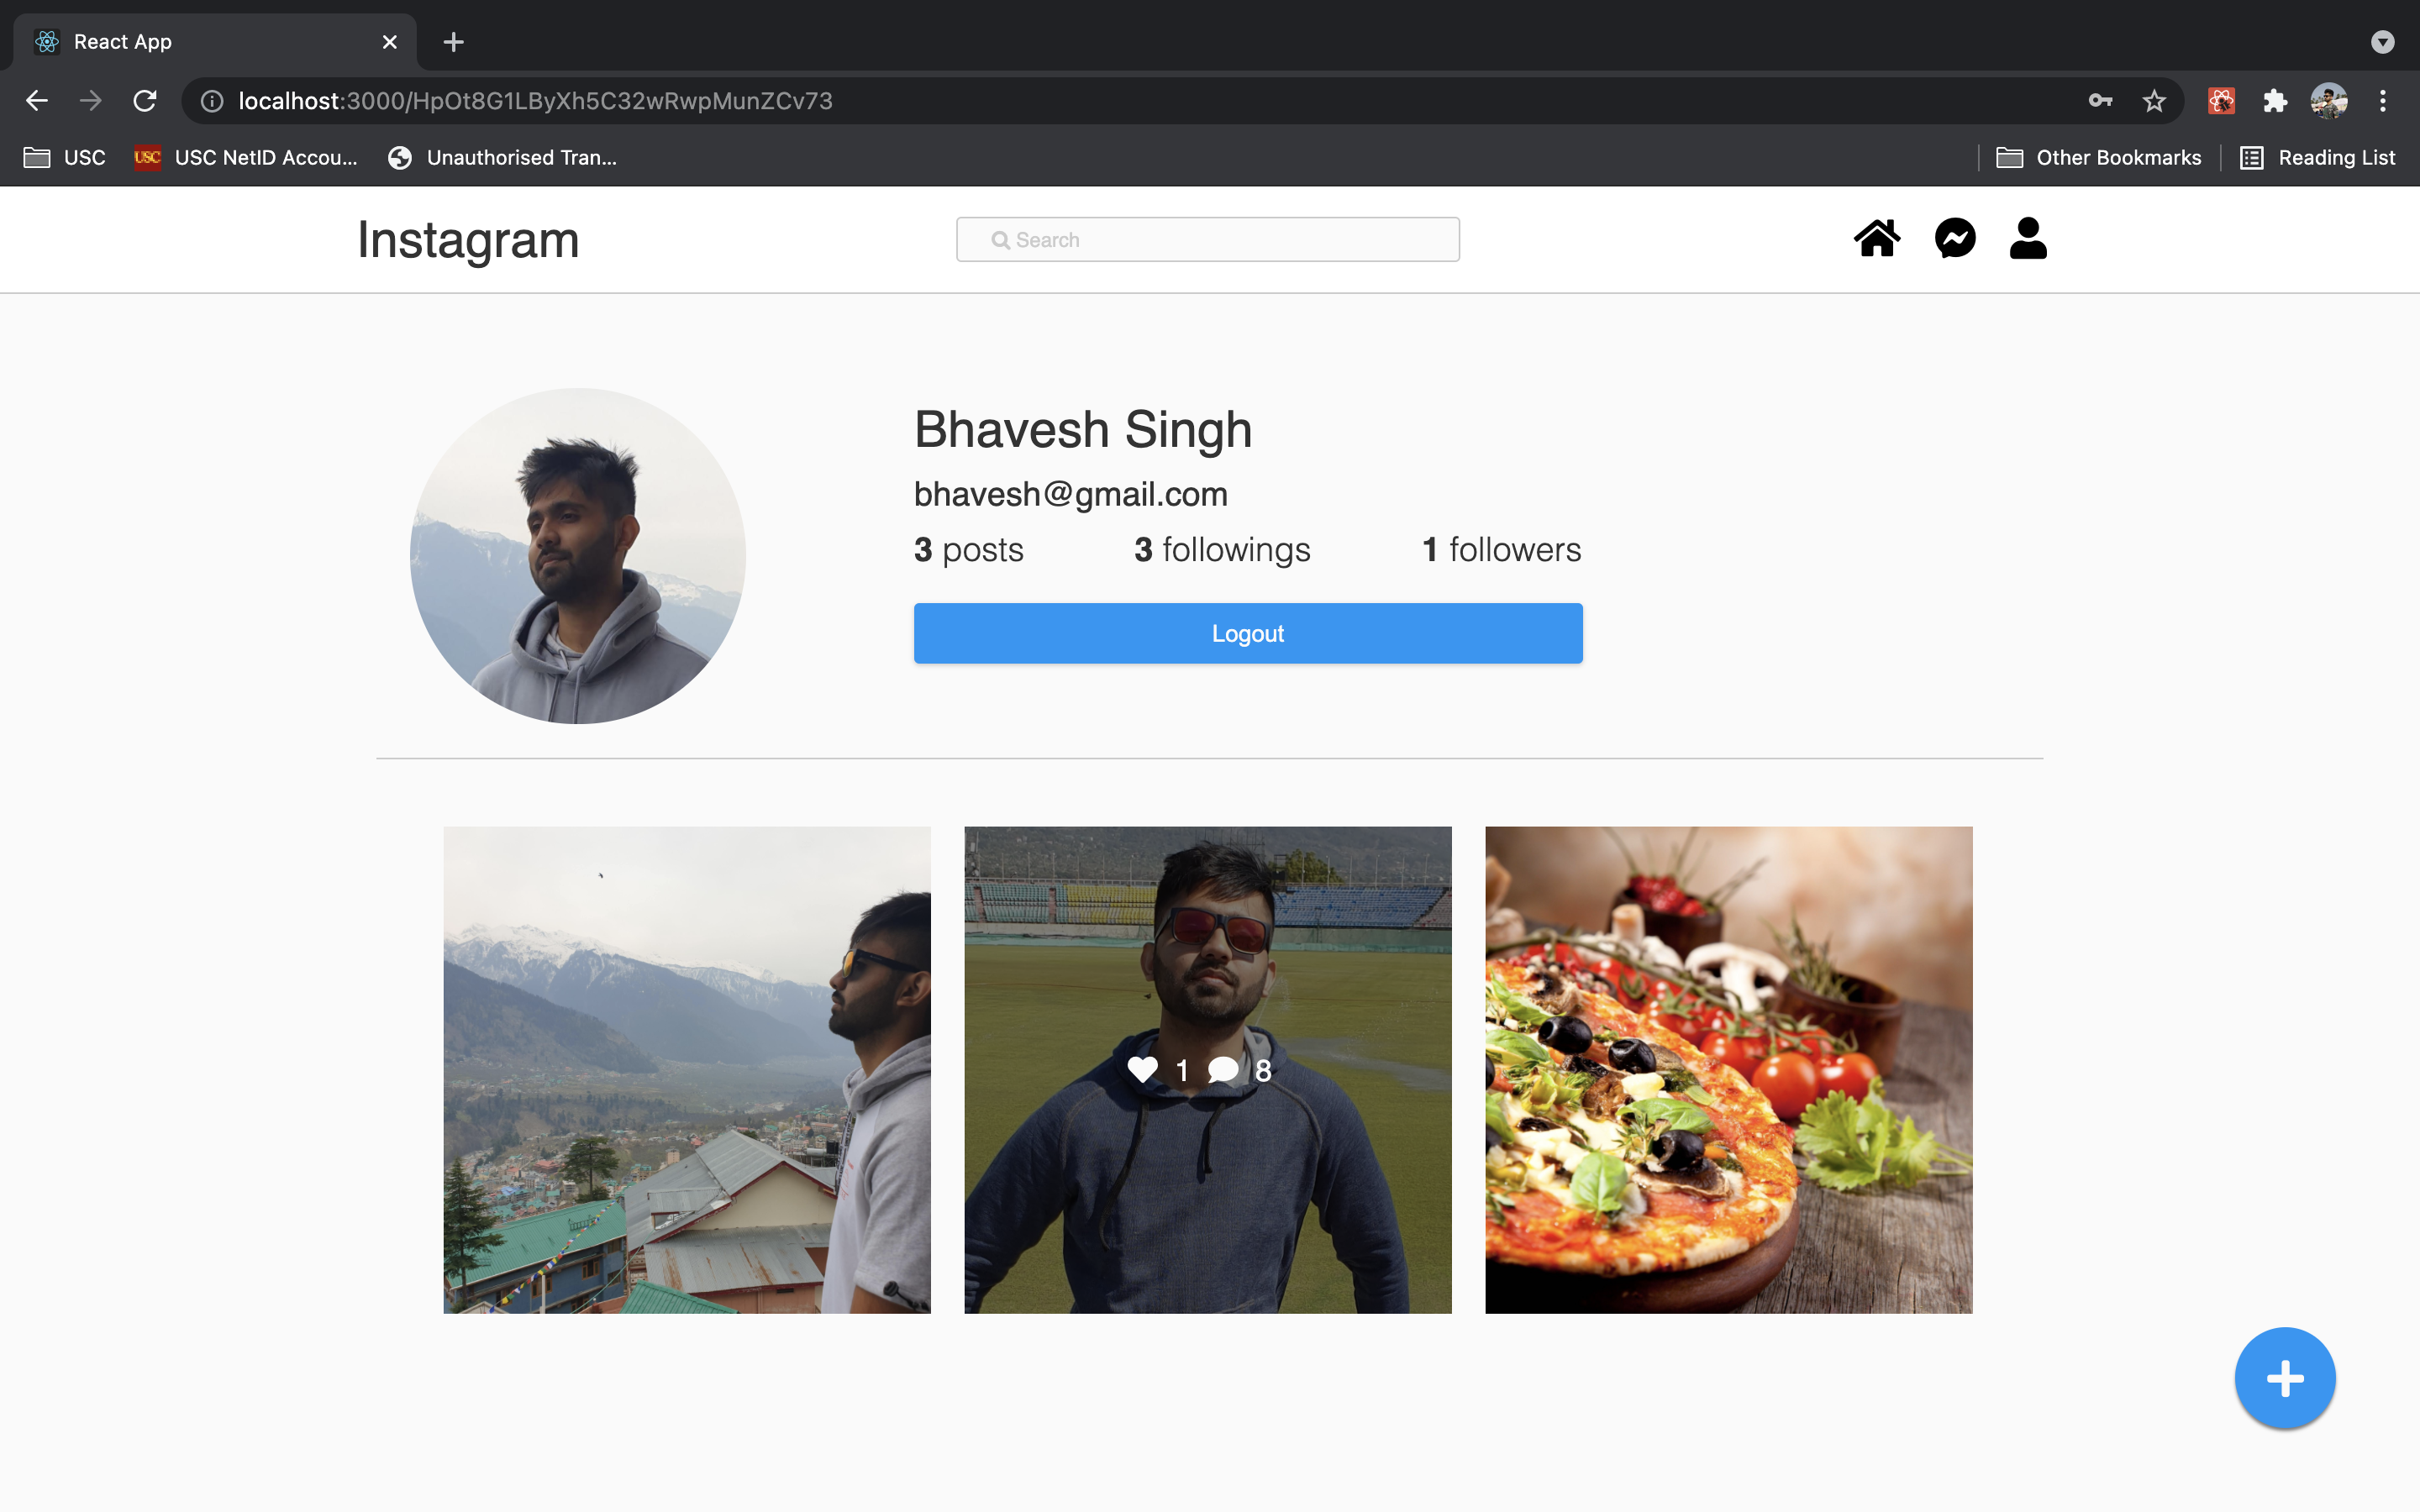 React App
localhost:3000/HpOt8G1LByXh5C32wRwpMunZCv73
USC
USC
USC NetID Accou...
Unauthorised Tran...
Other Bookmarks
Reading List
Instagram
Search
Bhavesh Singh
bhavesh@gmail.com
3 posts 3 followings 1 followers
Logout
1 8